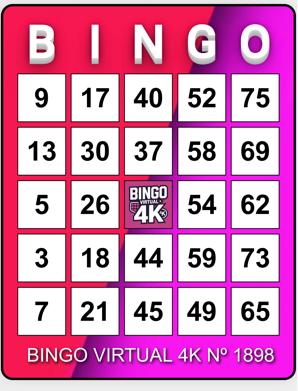 B I N G O
9 17 40 52 75
13 30 37 58 69
5 26 BINGO VIRTUAL 4K 54 62
3 18 44 59 73
7 21 45 49 65
BINGO VIRTUAL 4K Nº 1898